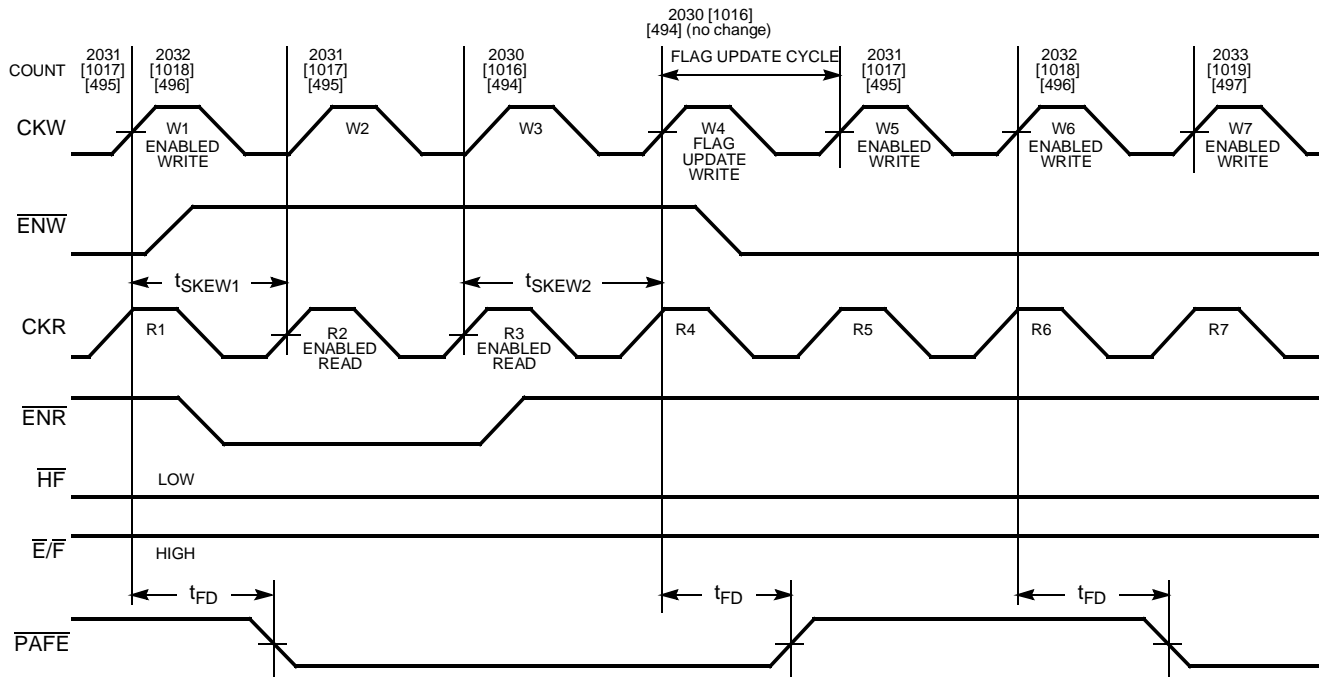 2030 [1016]
[494] (no change)
2031
[1017]
[495]
2032
[1018]
[496]
2031
[1017]
[495]
2030
[1016]
[494]
FLAG UPDATE CYCLE
2031
[1017]
[495]
2032
[1018]
[496]
2033
[1019]
[497]
COUNT
CKW
W1
ENABLED
WRITE
W2
W3
W4
FLAG
UPDATE
WRITE
W5
ENABLED
WRITE
W6
ENABLED
WRITE
W7
ENABLED
WRITE
ENW
tSKEW1
tSKEW2
CKR
R1
R2
ENABLED
READ
R3
ENABLED
READ
R4
R5
R6
R7
ENR
HF
LOW
E/F
HIGH
tFD
tFD
tFD
PAFE